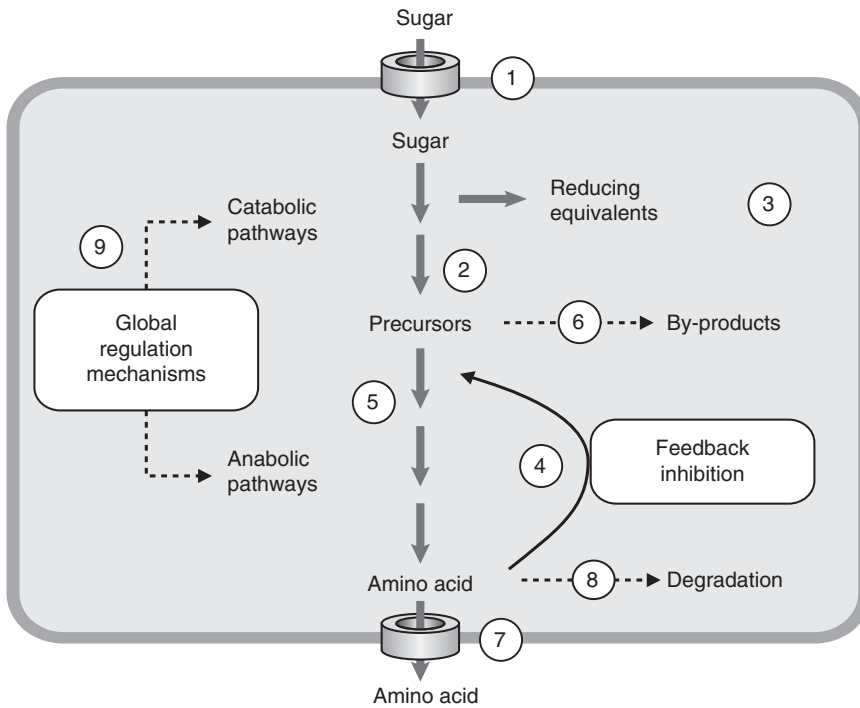 Sugar
1
Sugar
Catabolic
pathways
Reducing
equivalents
3
9
2
Global
regulation
mechanisms
Precursors
6
By-products
5
Anabolic
pathways
4
Feedback
inhibition
Amino acid
8
Degradation
7
Amino acid